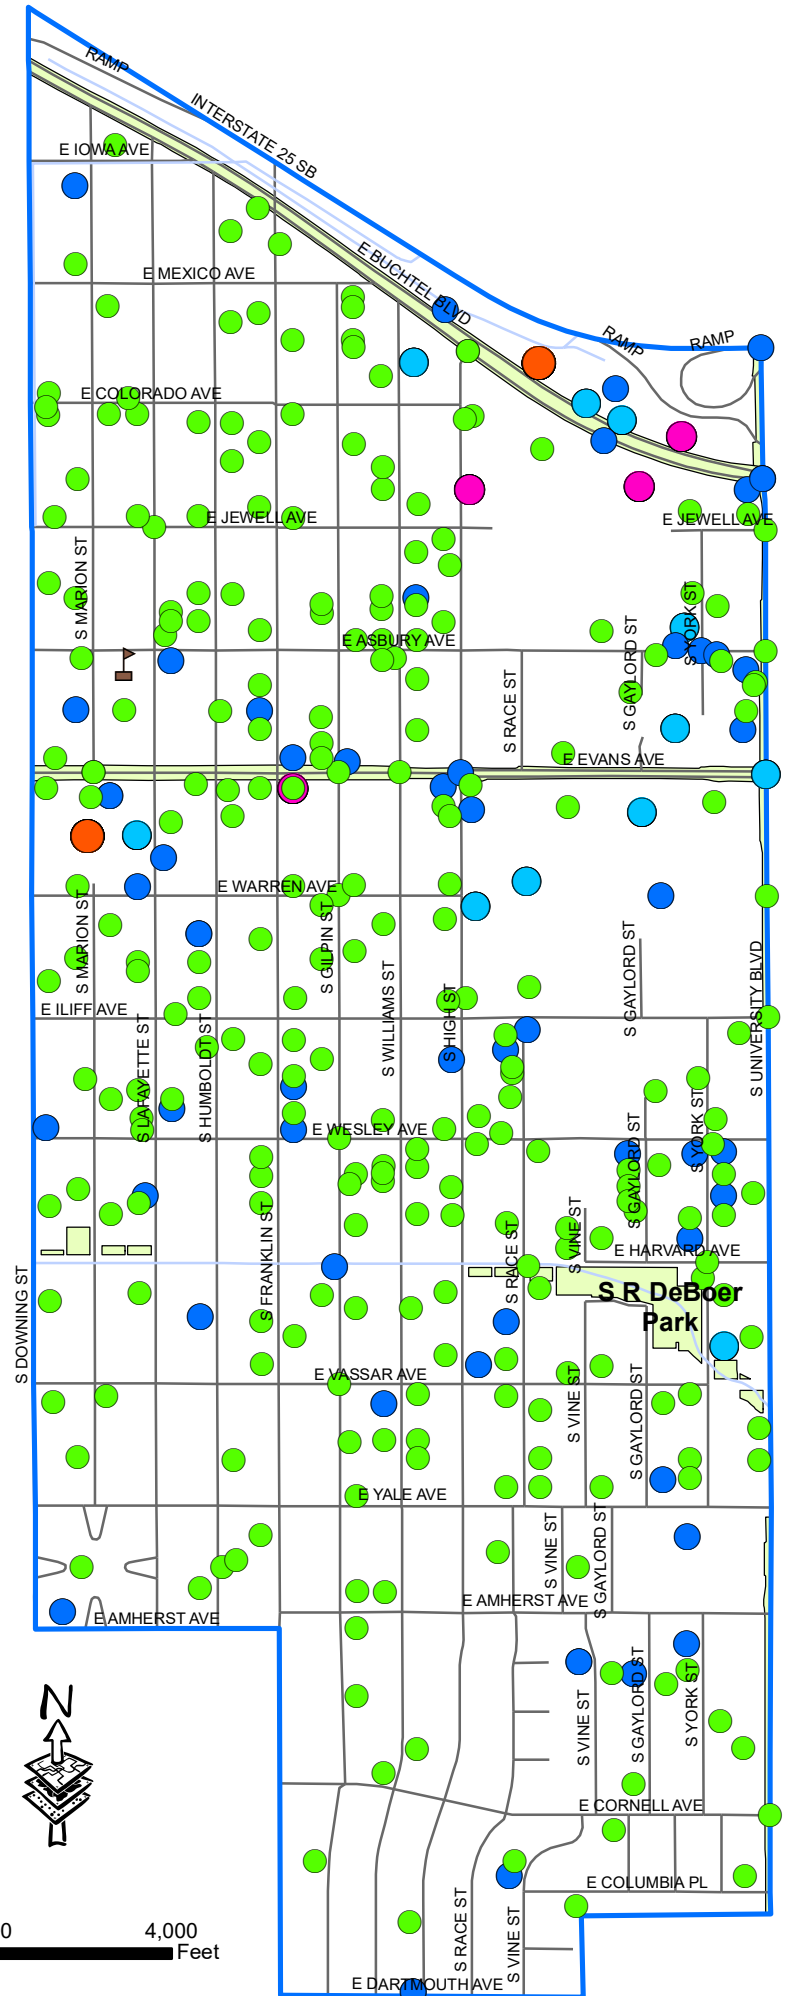 RAMP
INTERSTATE 25 SB
E IOWA AVE
E BUCHTEL BLVD
E MEXICO AVE
RAMP
RAMP
E COLORADO AVE
E JEWELL AVE
E JEWELL AVE
S MARION ST
S YORK ST
S GAYLORD ST
E ASBURY AVE
S RACE ST
E EVANS AVE
E WARREN AVE
S MARION ST
S GILPIN ST
S WILLIAMS ST
S HIGH ST
S GAYLORD ST
S UNIVERSITY BLVD
E ILIFF AVE
S LAFAYETTE ST
S HUMBOLDT ST
E WESLEY AVE
S GAYLORD ST
S YORK ST
S FRANKLIN ST
S RACE ST
S VINE ST
E HARVARD AVE
S DOWNING ST
S R DeBoer
Park
E VASSAR AVE
S VINE ST
S GAYLORD ST
E YALE AVE
S VINE ST
S GAYLORD ST
E AMHERST AVE
E AMHERST AVE
S VINE ST
S GAYLORD ST
S YORK ST
N
E CORNELL AVE
E COLUMBIA PL
S RACE ST
S VINE ST
0 4,000
Feet
E DARTMOUTH AVE